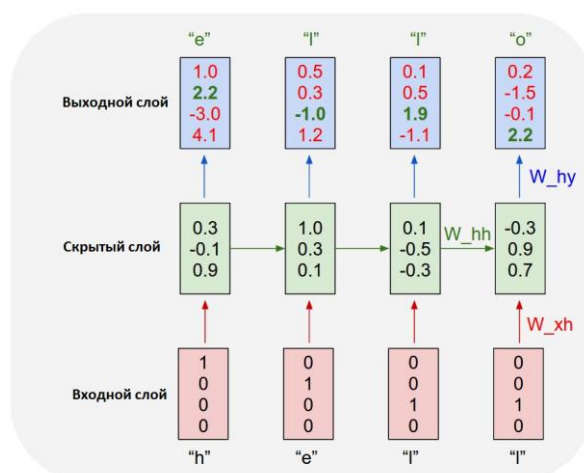 “e” “l” “l” “o”
Выходной слой
1.0 0.5 0.1 0.2
2.2 0.3 0.5 -1.5
-3.0 -1.0 1.9 -0.1
4.1 1.2 -1.1 2.2
W_hy
Скрытый слой
0.3 1.0 0.1 -0.3
-0.1 0.3 -0.5 0.9
0.9 0.1 -0.3 0.7
W_hh
W_xh
Входной слой
1 0 0 0
0 1 0 0
0 0 1 1
0 0 0 0
“h” “e” “l” “l”